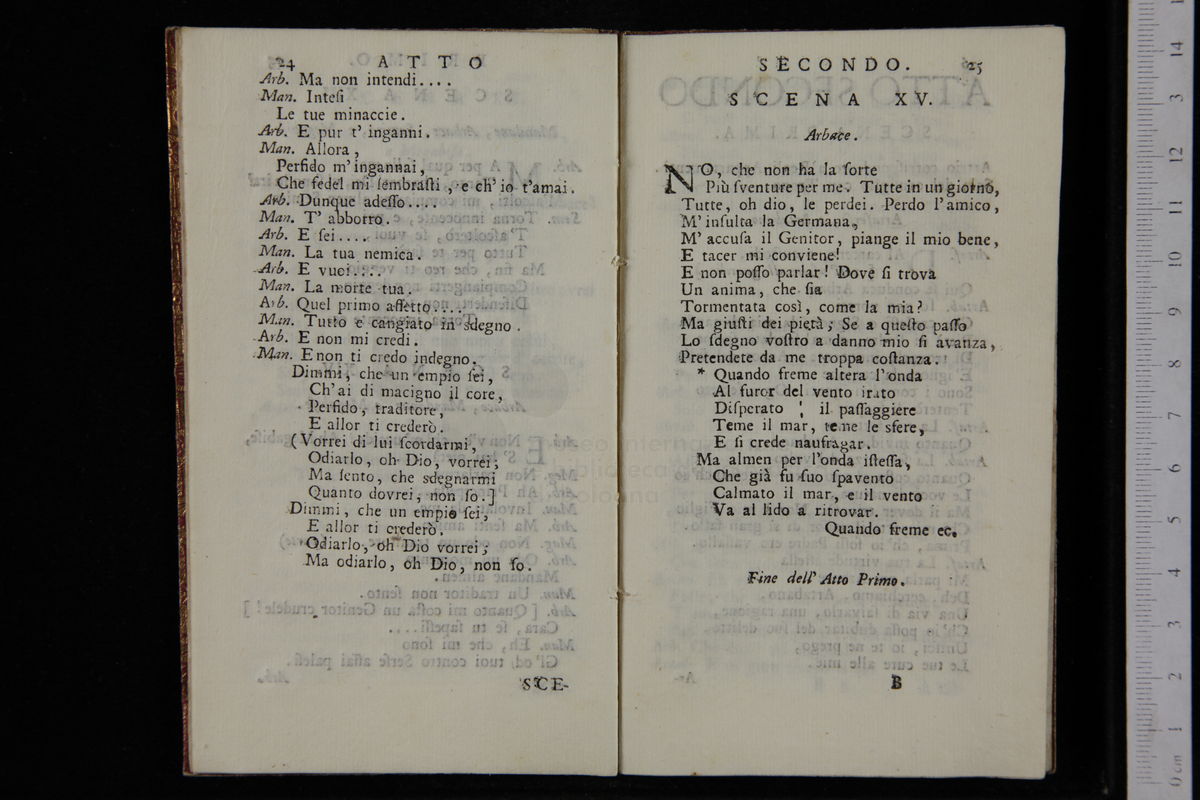 24 ATTO
Arb. Ma non intendi....
Man. Inteſi
Le tue minaccie.
Arb. E pur t' inganni.
Man. Allora,
Perfido m' ingannai,
Che fedel mi ſembraſti, e ch' io t'amai.
Arb. Dunque adeſſo....
Man. T' abborro.
Arb. E ſei....
Man. La tua nemica.
Arb. E vuci....
Man. La morte tua.
Arb. Quel primo affetto....
Man. Tutto e cangiato in sdegno.
Arb. E non mi credi.
Man. E non ti credo indegno.
Dimmi, che un empio ſei,
Ch' ai di macigno il core,
Perfido, traditore,
E allor ti crederò.
(Vorrei di lui ſcordarmi,
Odiarlo, oh Dio, vorrei;
Ma ſento, che sdegnarmi
Quanto dovrei, non ſo.]
Dimmi, che un empio ſei,
E allor ti crederò.
Odiarlo, oh Dio vorrei;
Ma odiarlo, oh Dio, non ſo.
SCE-
SECONDO. 25
SCENA XV.
Arbace.
NO, che non ha la ſorte
Più ſventure per me. Tutte in un giorno,
Tutte, oh dio, le perdei. Perdo l'amico,
M' inſulta la Germana,
M' accuſa il Genitor, piange il mio bene,
E tacer mi conviene!
E non poſſo parlar! Dove ſi trova
Un anima, che ſia
Tormentata così, come la mia?
Ma giuſti dei pietà; Se a queſto paſſo
Lo ſdegno voſtro a danno mio ſi avanza,
Pretendete da me troppa coſtanza.
* Quando freme altera l'onda
Al furor del vento irato
Diſperato il paſſaggiere
Teme il mar, teme le sfere,
E ſi crede naufragar.
Ma almen per l'onda iſteſſa,
Che già fu ſuo ſpavento
Calmato il mar, e il vento
Va al lido a ritrovar.
Quando freme ec.
Fine dell' Atto Primo.
B